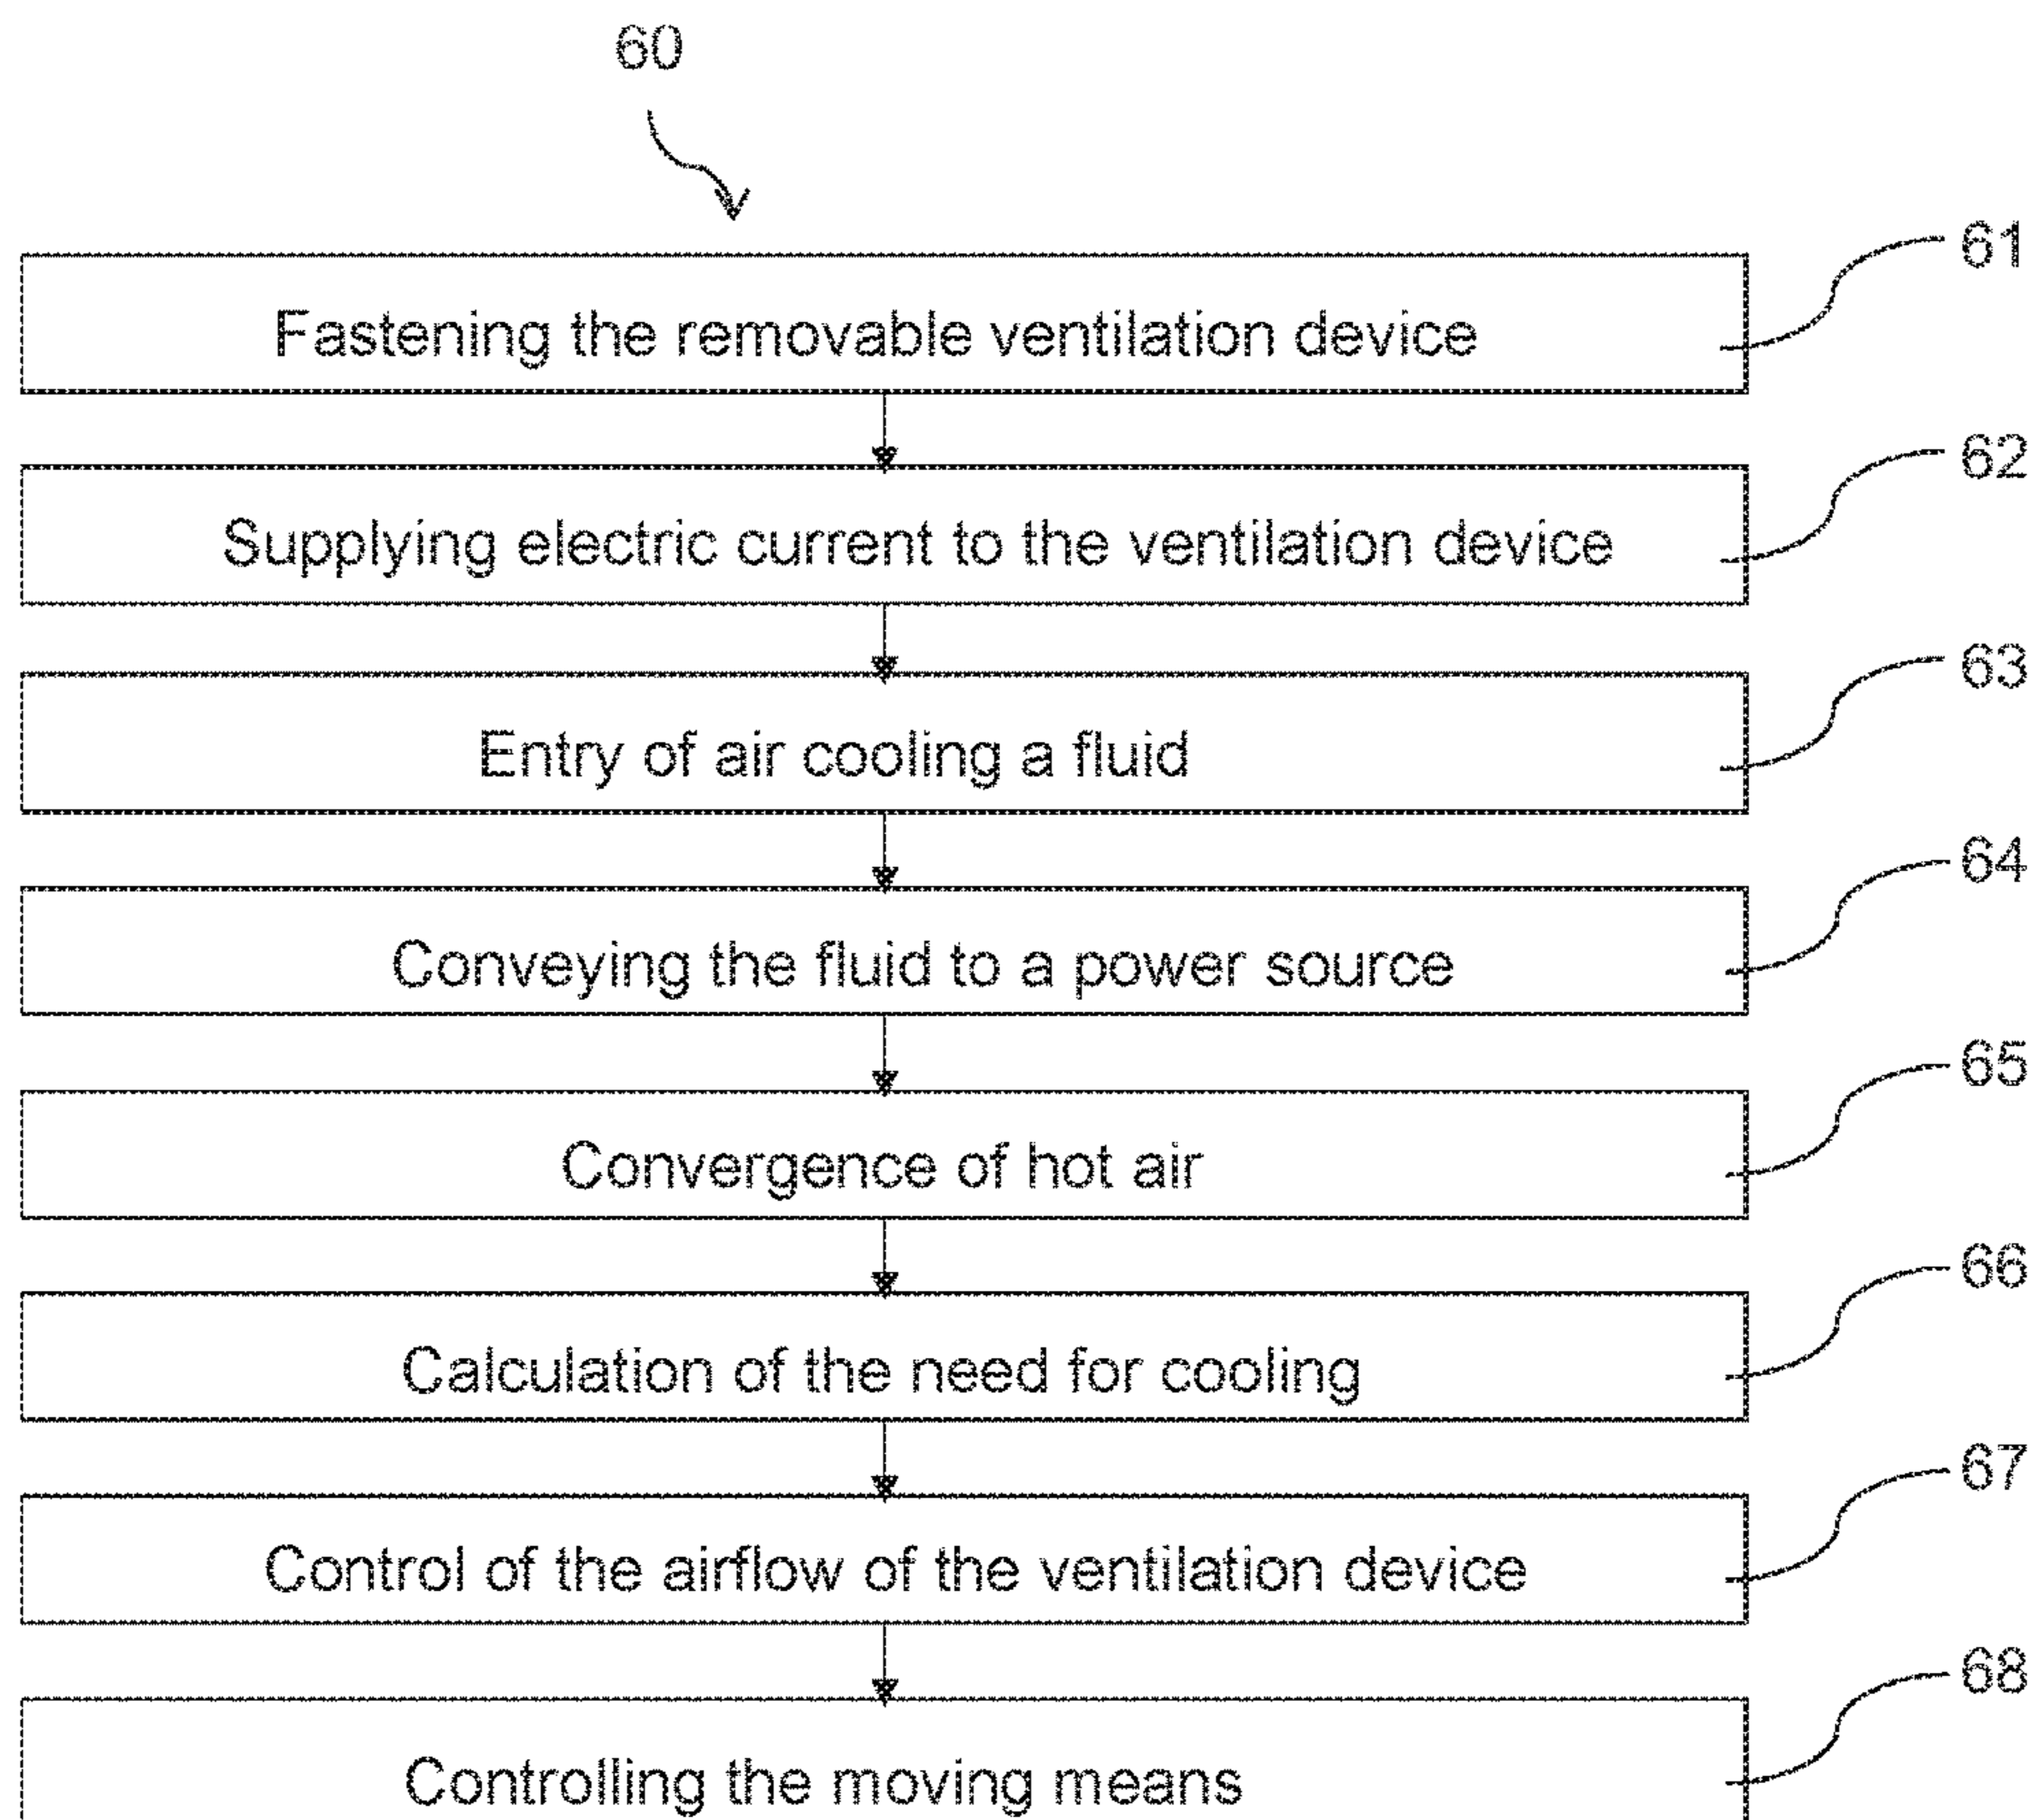 60
Fastening the removable ventilation device
61
Supplying electric current to the ventilation device
62
Entry of air cooling a fluid
63
Conveying the fluid to a power source
64
Convergence of hot air
65
Calculation of the need for cooling
66
Control of the airflow of the ventilation device
67
Controlling the moving means
68